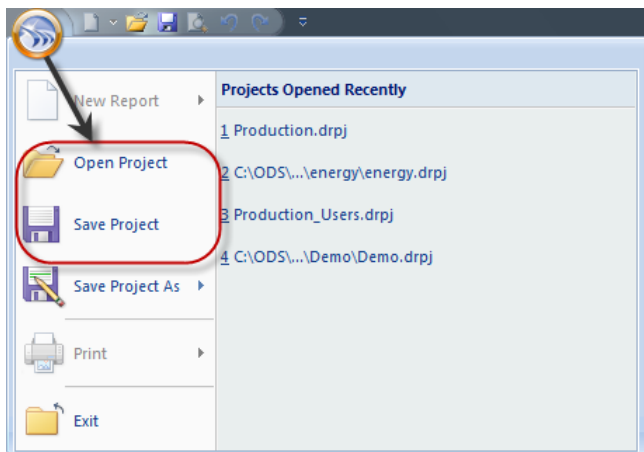 New Report
Open Project
Save Project
Save Project As
Print
Exit
Projects Opened Recently
1 Production.drpj
2 C:\ODS\...\energy\energy.drpj
3 Production_Users.drpj
4 C:\ODS\...\Demo\Demo.drpj